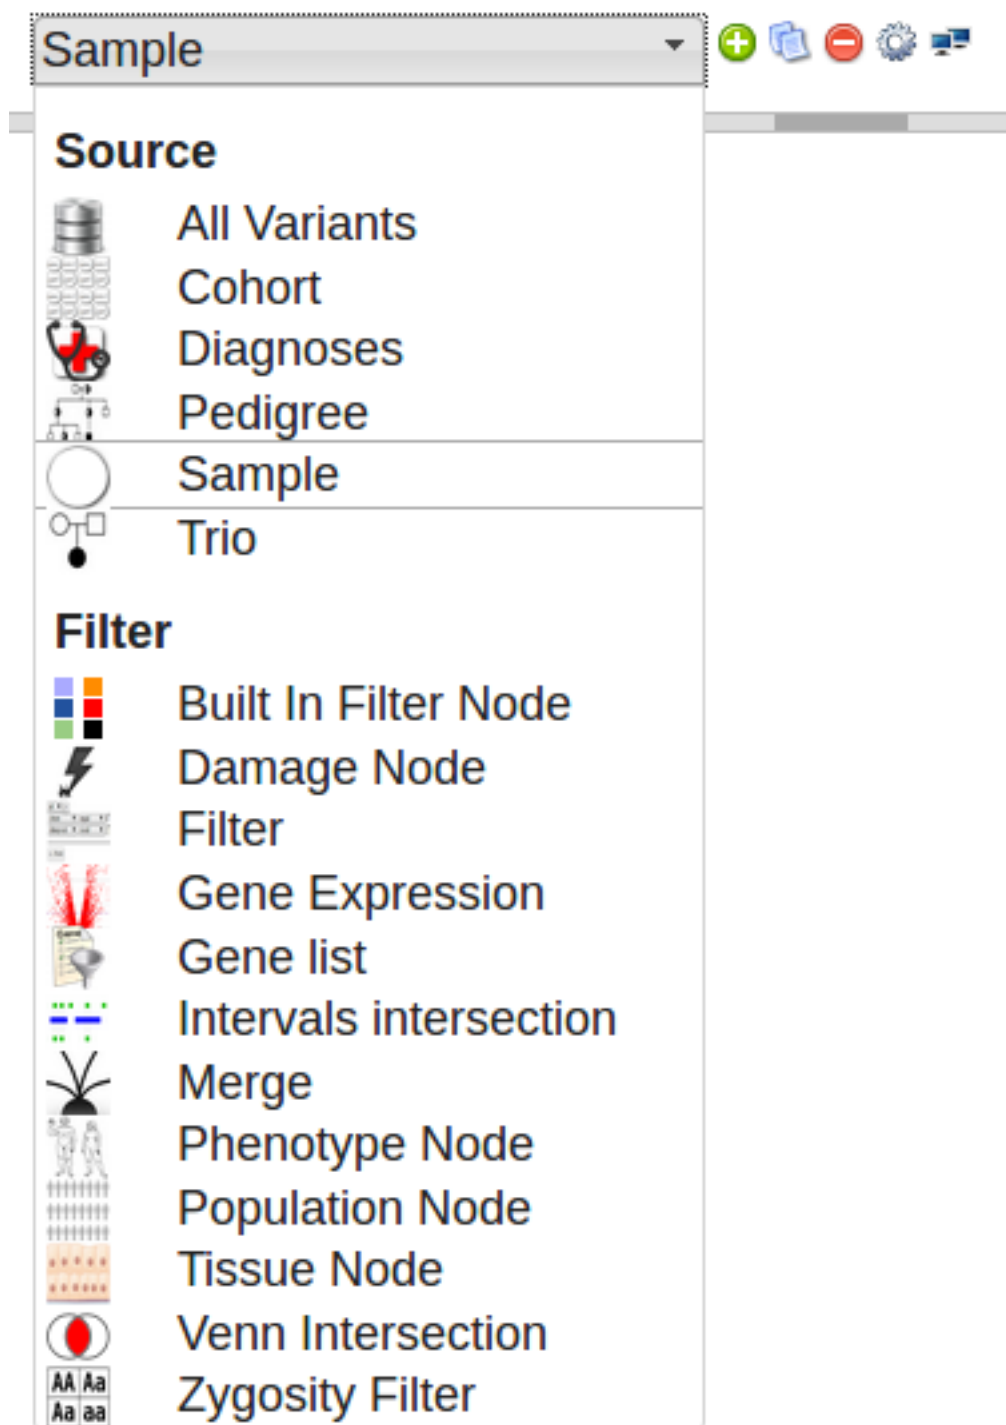 Sample
Source
All Variants
Cohort
Diagnoses
Pedigree
Sample
Trio
Filter
Built In Filter Node
Damage Node
Filter
Gene Expression
Gene list
Intervals intersection
Merge
Phenotype Node
Population Node
Tissue Node
Venn Intersection
AA Aa
Zygosity Filter
Aa aa